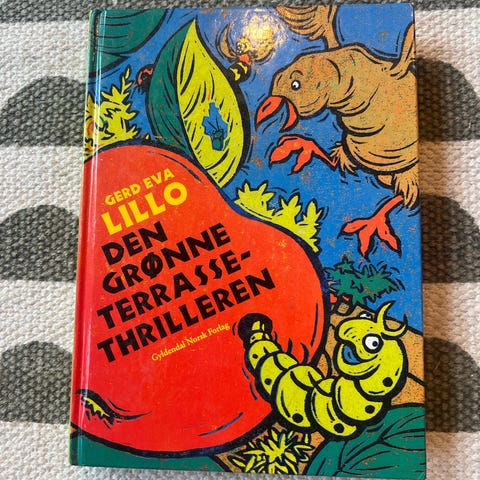 GERD EVA
LILLO
DEN
GRØNNE
TERRASSE-
THRILLEREN
Gyldendal Norsk Forlag